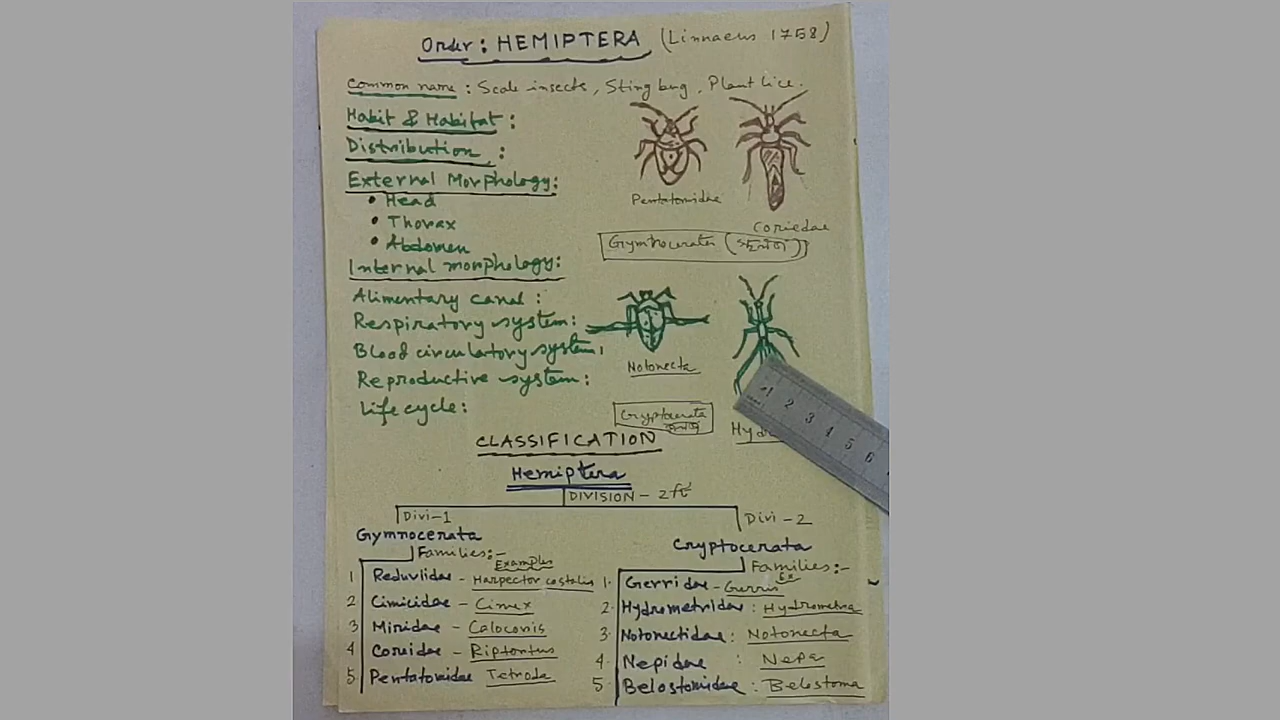 Order: HEMIPTERA (Linnaeus 1758)
Common name: Scale insects, Sting bug, Plant lice.
Habit & Habitat:
Distribution:
External Morphology:
• Head
• Thorax
• Abdomen
Internal morphology:
Alimentary canal:
Respiratory system:
Blood circulatory system:
Reproductive system:
Life cycle:
Pentatomidae
Coriedae
Gymnocerata
Notonecta
Cryptocerata
1 2 3 4 5 6
CLASSIFICATION
Hemiptera
DIVISION - 2
Divi-1
Gymnocerata
Families:-
Examples
1 Reduviidae - Harpector costalis
2 Cimicidae - Cimex
3 Miridae - Caloconis
4 Coreidae - Riptortus
5 Pentatomidae Tetroda
Divi-2
Cryptocerata
Families:-
Ex
1. Gerridae - Gerris
2. Hydrometridae: Hydrometra
3. Notonectidae: Notonecta
4. Nepidae : Nepa
5. Belostomidae: Belostoma